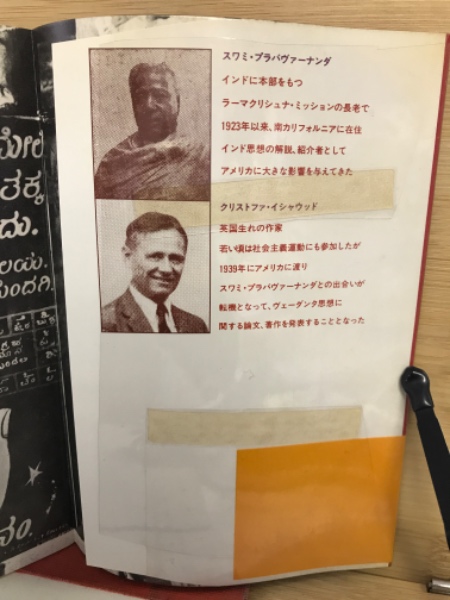 スワミ・プラバヴァーナンダ
インドに本部をもつ
ラーマクリシュナ・ミッションの長老で
1923年以来、南カリフォルニアに在住
インド思想の解説、紹介者として
アメリカに大きな影響を与えてきた
クリストファ・イシャウッド
英国生れの作家
若い頃は社会主義運動にも参加したが
1939年にアメリカに渡り
スワミ・プラバヴァーナンダとの出会いが
転機となって、ヴェーダンタ思想に
関する論文、著作を発表することとなった
ತಕ್ಕ
ದು.